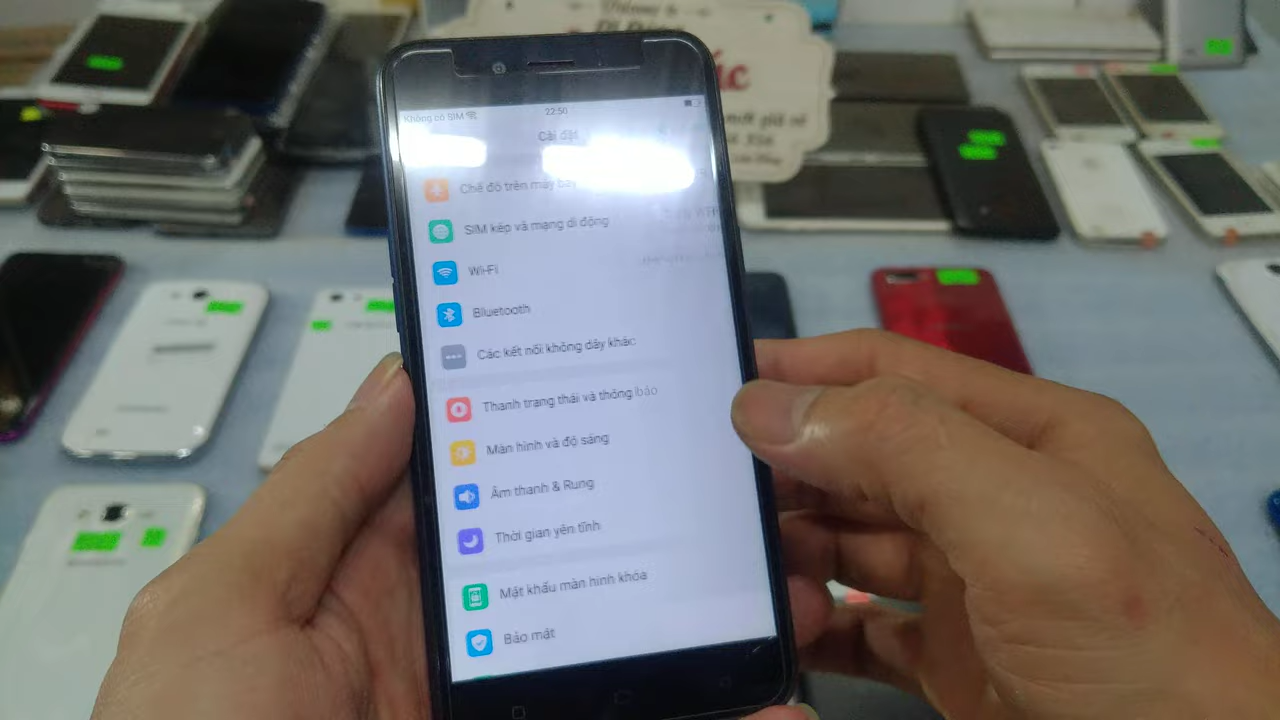 Không có SIM
22:50
Cài đặt
Chế độ trên máy bay
SIM kép và mạng di động
Wi-Fi
Bluetooth
Các kết nối không dây khác
Thanh trạng thái và thông báo
Màn hình và độ sáng
Âm thanh & Rung
Thời gian yên tĩnh
Mật khẩu màn hình khóa
Bảo mật